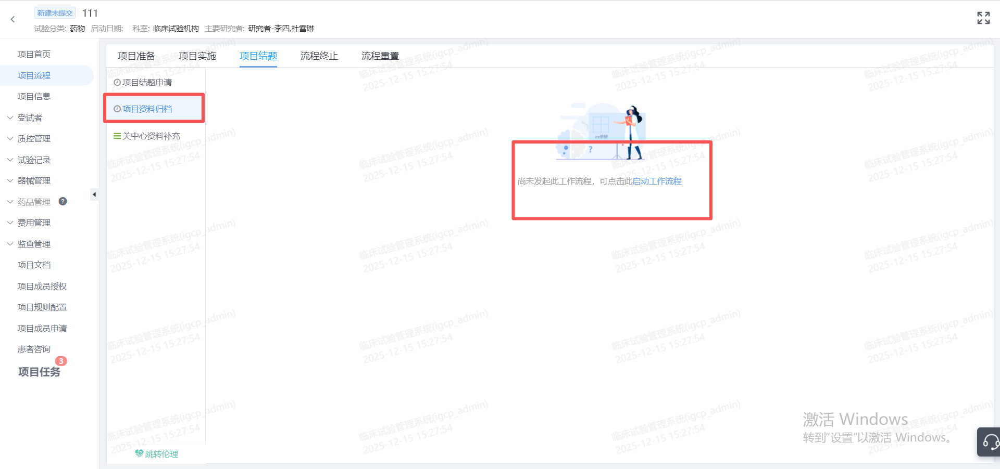 新建未提交 111
试验分类: 药物 启动日期: 科室: 临床试验机构 主要研究者: 研究者-李四,杜雪琳
项目首页
项目流程
项目信息
受试者
质控管理
试验记录
器械管理
药品管理 ?
费用管理
监查管理
项目文档
项目成员授权
项目规则配置
项目成员申请
患者咨询
3
项目任务
项目准备 项目实施 项目结题 流程终止 流程重置
项目结题申请
项目资料归档
关中心资料补充
跳转伦理
?
尚未发起此工作流程，可点击此启动工作流程
临床试验管理系统(igcp_admin)
2025-12-15 15:27:54
激活 Windows
转到“设置”以激活 Windows。